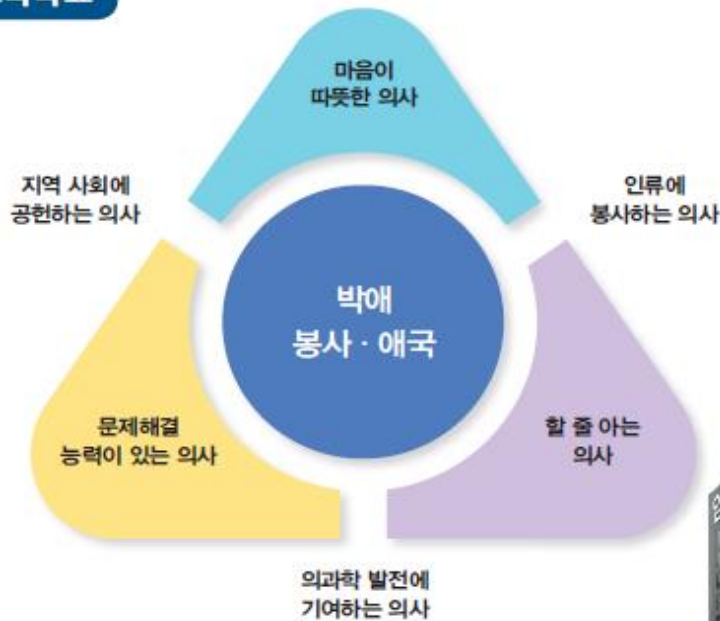 마음이
따뜻한 의사
지역 사회에
공헌하는 의사
인류에
봉사하는 의사
박애
봉사 · 애국
문제해결
능력이 있는 의사
할 줄 아는
의사
의과학 발전에
기여하는 의사